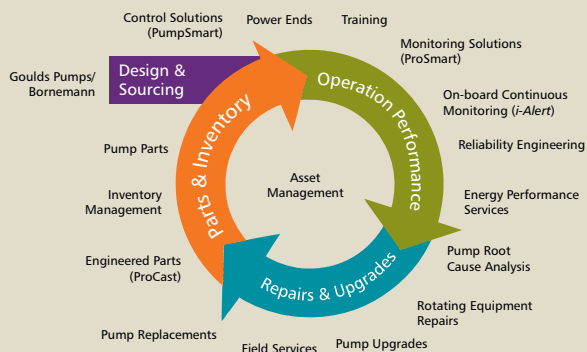 Control Solutions
(PumpSmart)
Power Ends
Training
Monitoring Solutions
(ProSmart)
Goulds Pumps/
Bornemann
Design &
Sourcing
Operation Performance
On-board Continuous
Monitoring (i-Alert)
Reliability Engineering
Pump Parts
Parts & Inventory
Asset
Management
Inventory
Management
Energy Performance
Services
Engineered Parts
(ProCast)
Repairs & Upgrades
Pump Root
Cause Analysis
Rotating Equipment
Repairs
Pump Replacements
Field Services
Pump Upgrades